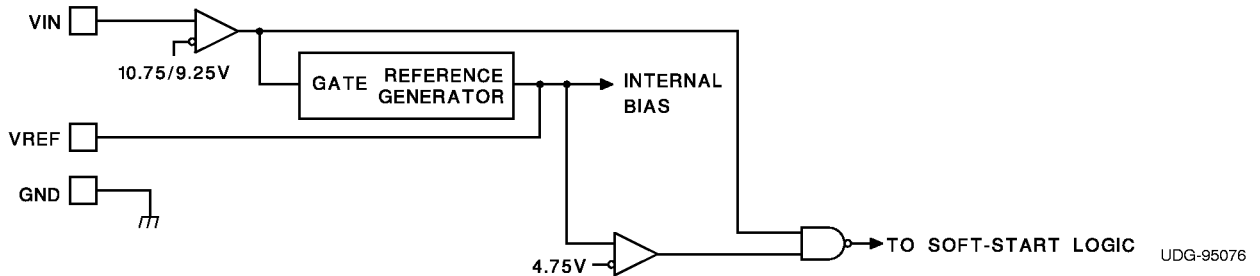 VIN
10.75/9.25V
GATE
REFERENCE
GENERATOR
INTERNAL
BIAS
VREF
GND
4.75V
TO SOFT-START LOGIC
UDG-95076